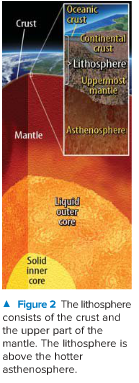 Crust
Oceanic
crust
Continental
crust
Lithosphere
Uppermost
mantle
Asthenosphere
Mantle
Liquid
outer
core
Solid
inner
core
▲ Figure 2 The lithosphere
consists of the crust and
the upper part of the
mantle. The lithosphere is
above the hotter
asthenosphere.